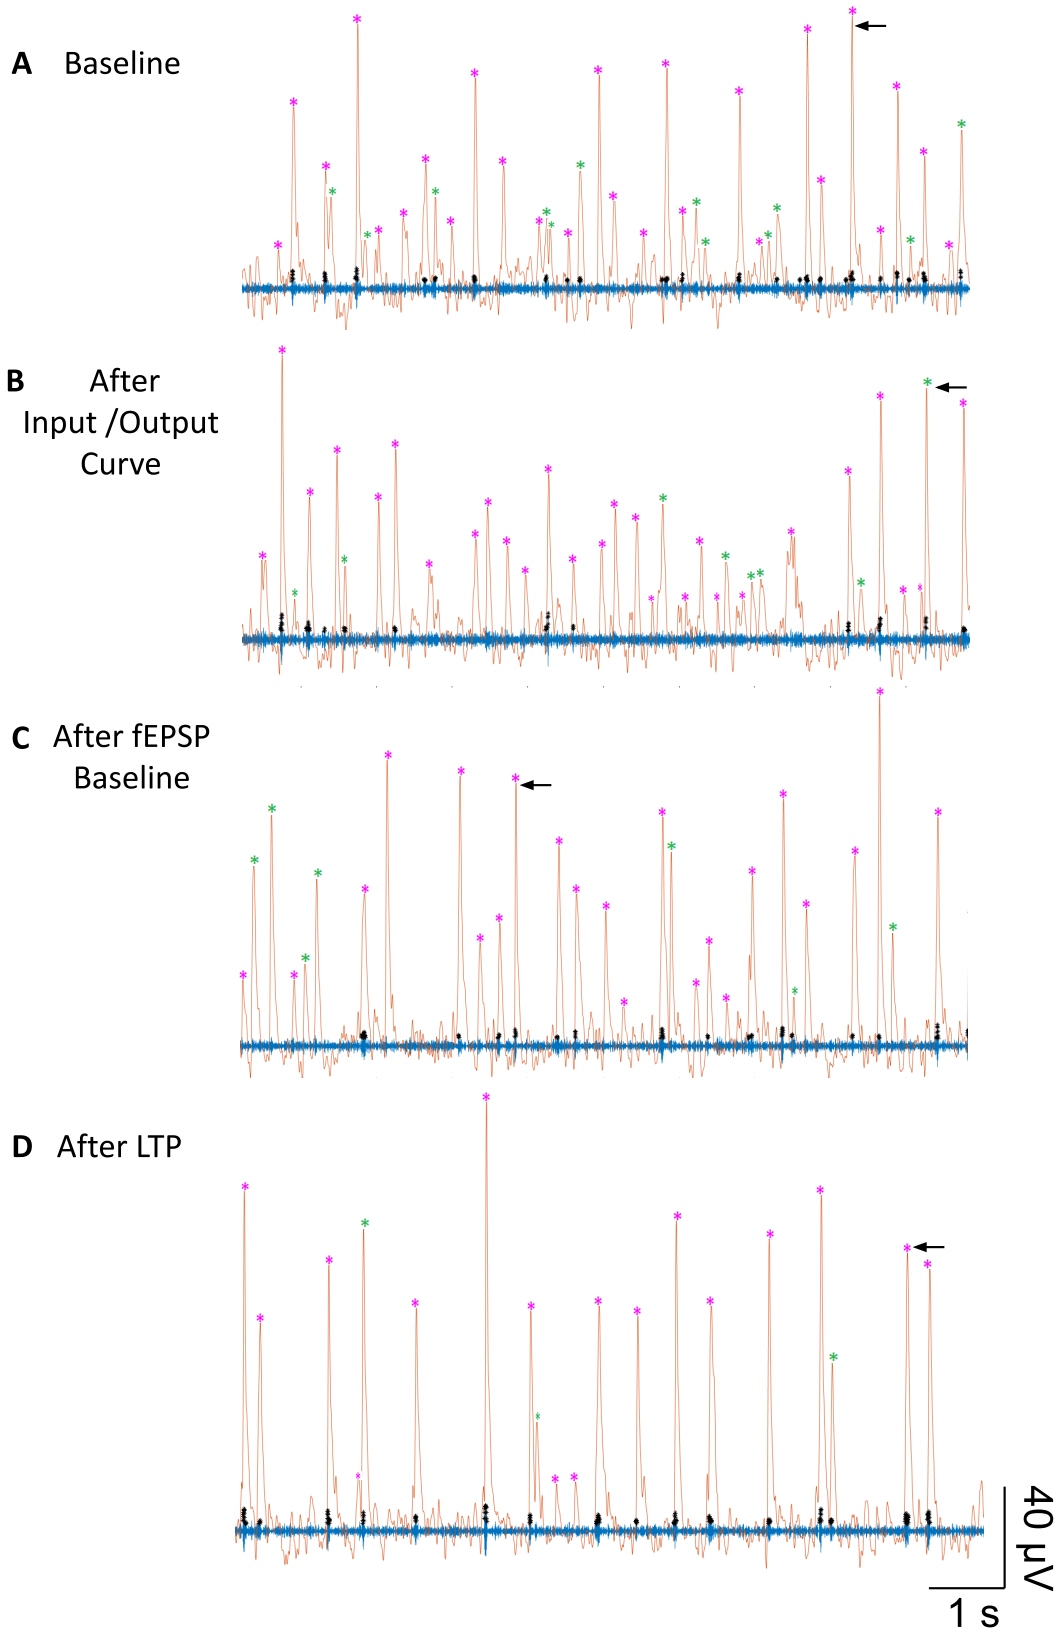 A Baseline
B After
Input /Output
Curve
C After fEPSP
Baseline
D After LTP
40 µV
1 s